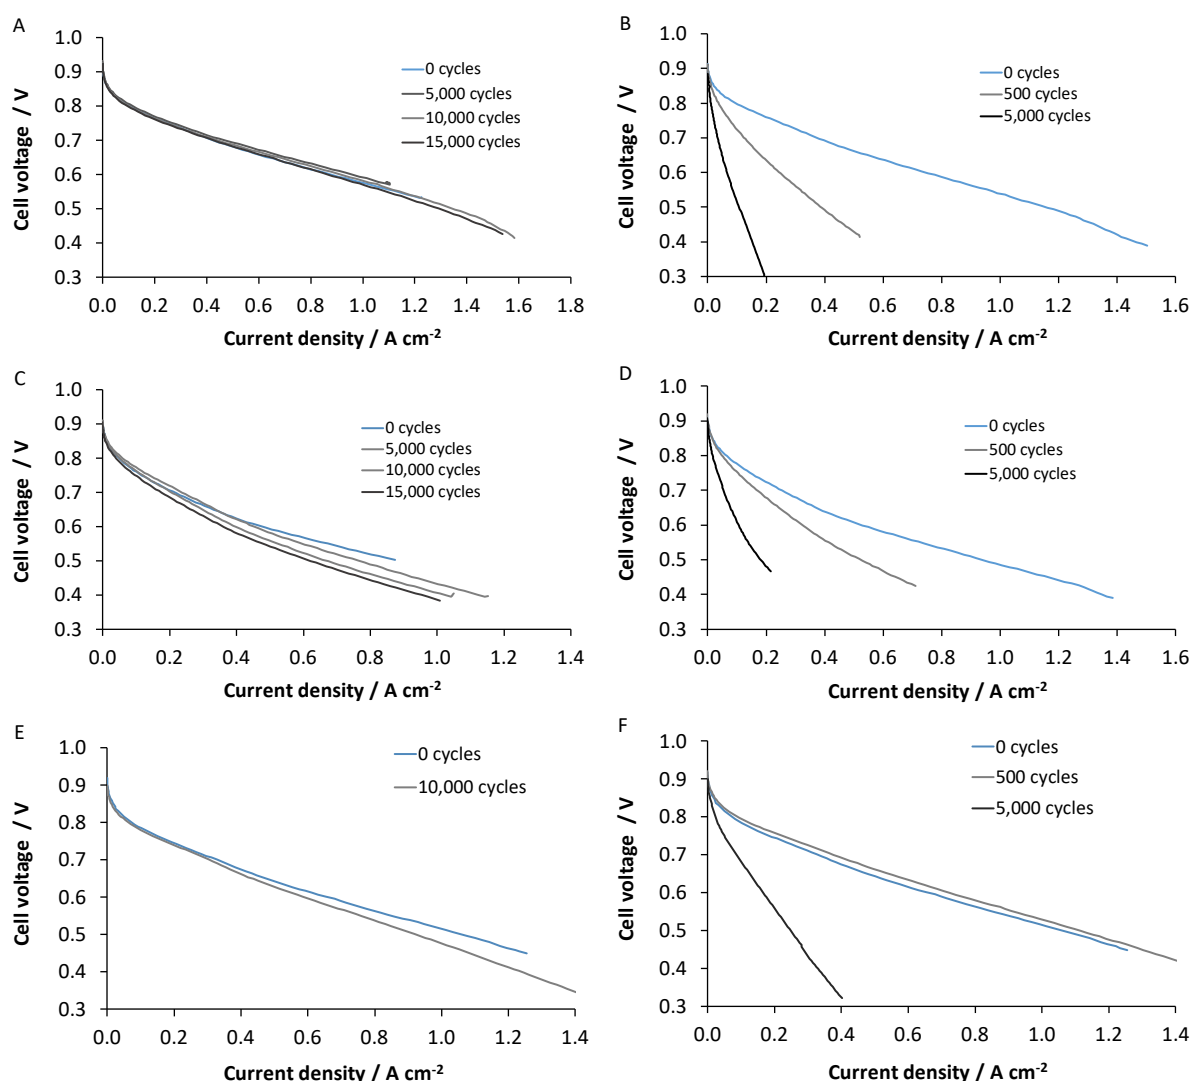 A
Cell voltage / V
1.0
0.9
0.8
0.7
0.6
0.5
0.4
0.3
0 cycles
5,000 cycles
10,000 cycles
15,000 cycles
0.0 0.2 0.4 0.6 0.8 1.0 1.2 1.4 1.6 1.8
Current density / A cm-2
B
Cell voltage / V
1.0
0.9
0.8
0.7
0.6
0.5
0.4
0.3
0 cycles
500 cycles
5,000 cycles
0.0 0.2 0.4 0.6 0.8 1.0 1.2 1.4 1.6
Current density / A cm-2
C
Cell voltage / V
1.0
0.9
0.8
0.7
0.6
0.5
0.4
0.3
0 cycles
5,000 cycles
10,000 cycles
15,000 cycles
0.0 0.2 0.4 0.6 0.8 1.0 1.2 1.4
Current density / A cm-2
D
Cell voltage / V
1.0
0.9
0.8
0.7
0.6
0.5
0.4
0.3
0 cycles
500 cycles
5,000 cycles
0.0 0.2 0.4 0.6 0.8 1.0 1.2 1.4 1.6
Current density / A cm-2
E
Cell voltage / V
1.0
0.9
0.8
0.7
0.6
0.5
0.4
0.3
0 cycles
10,000 cycles
0.0 0.2 0.4 0.6 0.8 1.0 1.2 1.4
Current density / A cm-2
F
Cell voltage / V
1.0
0.9
0.8
0.7
0.6
0.5
0.4
0.3
0 cycles
500 cycles
5,000 cycles
0.0 0.2 0.4 0.6 0.8 1.0 1.2 1.4
Current density / A cm-2